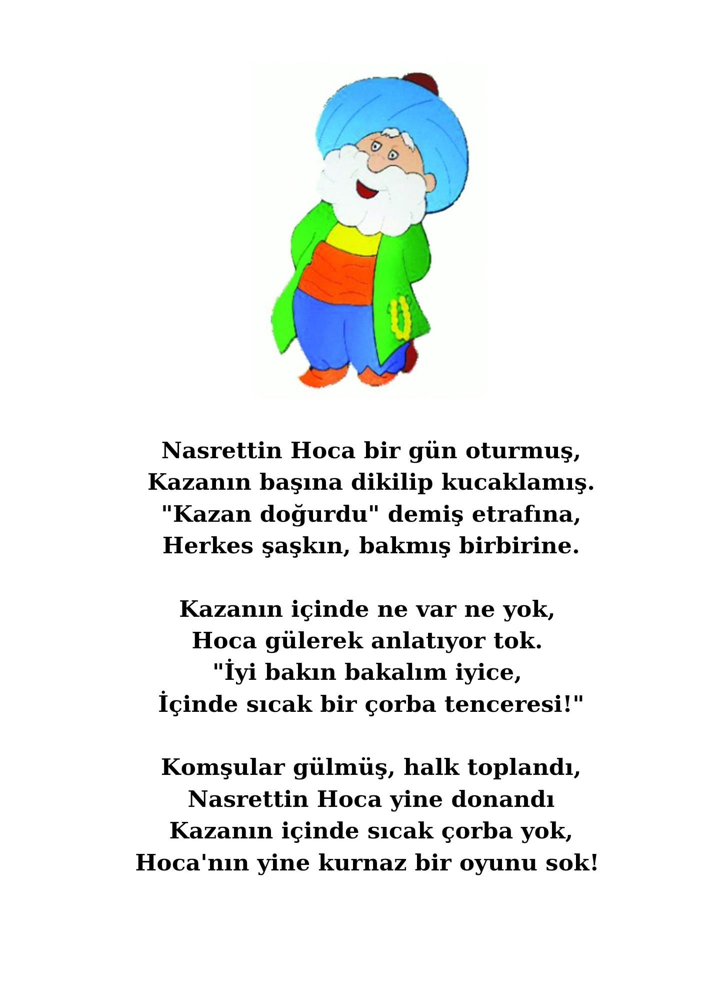 Nasrettin Hoca bir gün oturmuş,
Kazanın başına dikilip kucaklamış.
"Kazan doğurdu" demiş etrafına,
Herkes şaşkın, bakmış birbirine.
Kazanın içinde ne var ne yok,
Hoca gülerek anlatıyor tok.
"İyi bakın bakalım iyice,
İçinde sıcak bir çorba tenceresi!"
Komşular gülmüş, halk toplandı,
Nasrettin Hoca yine donandı
Kazanın içinde sıcak çorba yok,
Hoca'nın yine kurnaz bir oyunu sok!